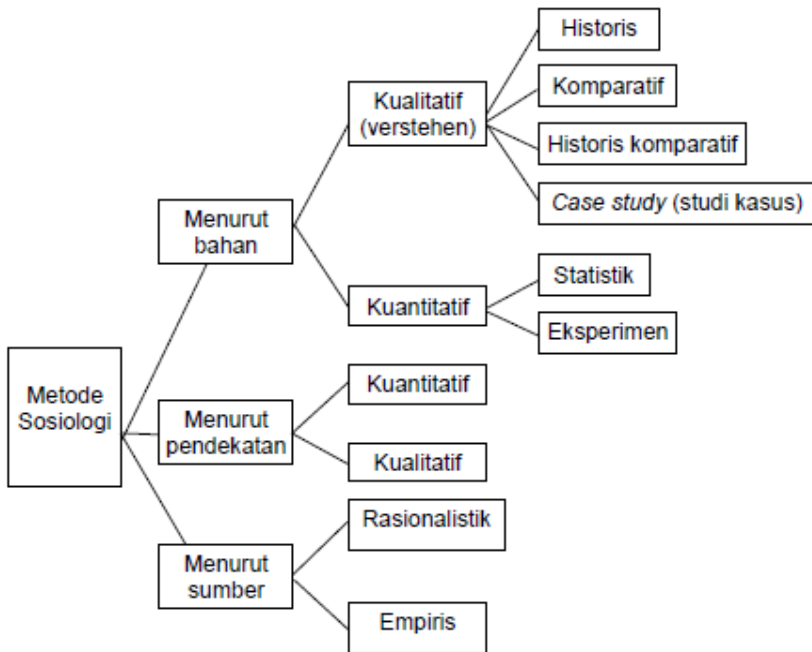 Historis
Komparatif
Kualitatif
(verstehen)
Historis komparatif
Case study (studi kasus)
Menurut
bahan
Statistik
Kuantitatif
Eksperimen
Metode
Sosiologi
Kuantitatif
Menurut
pendekatan
Kualitatif
Rasionalistik
Menurut
sumber
Empiris